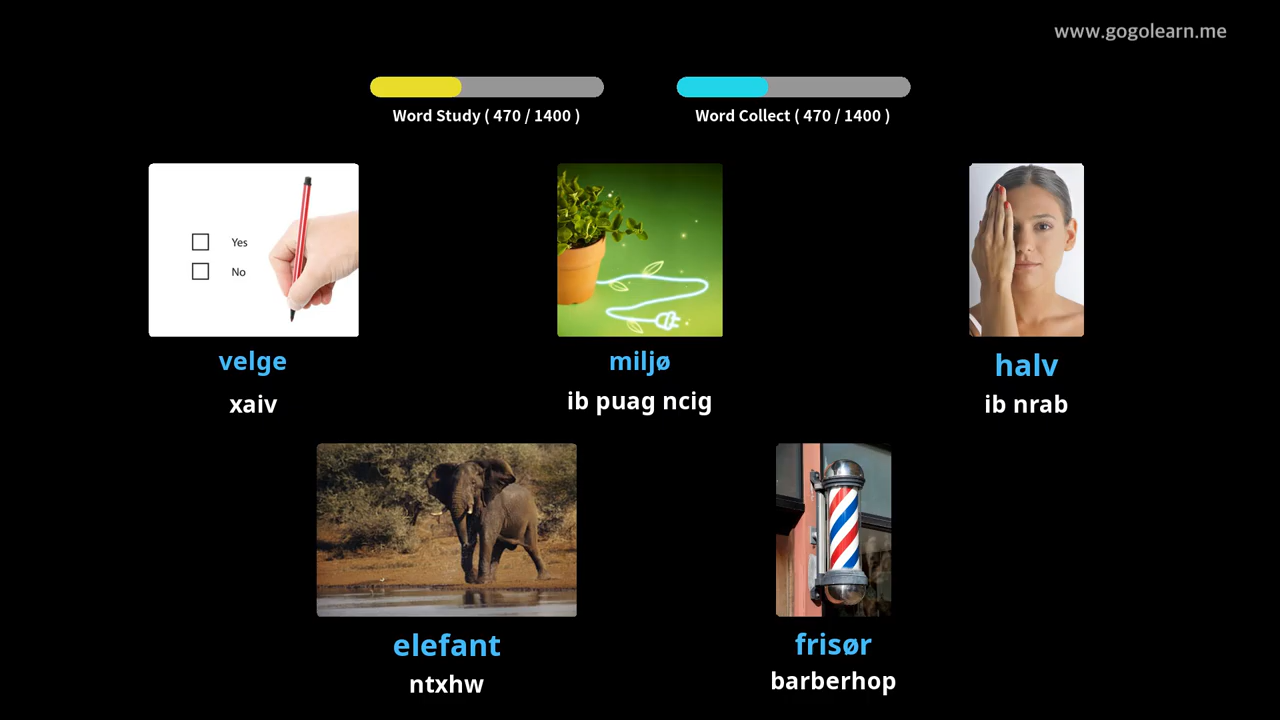 www.gogolearn.me
Word Study ( 470 / 1400 )
Word Collect ( 470 / 1400 )
Yes
No
velge
xaiv
miljø
ib puag ncig
halv
ib nrab
elefant
ntxhw
frisør
barberhop